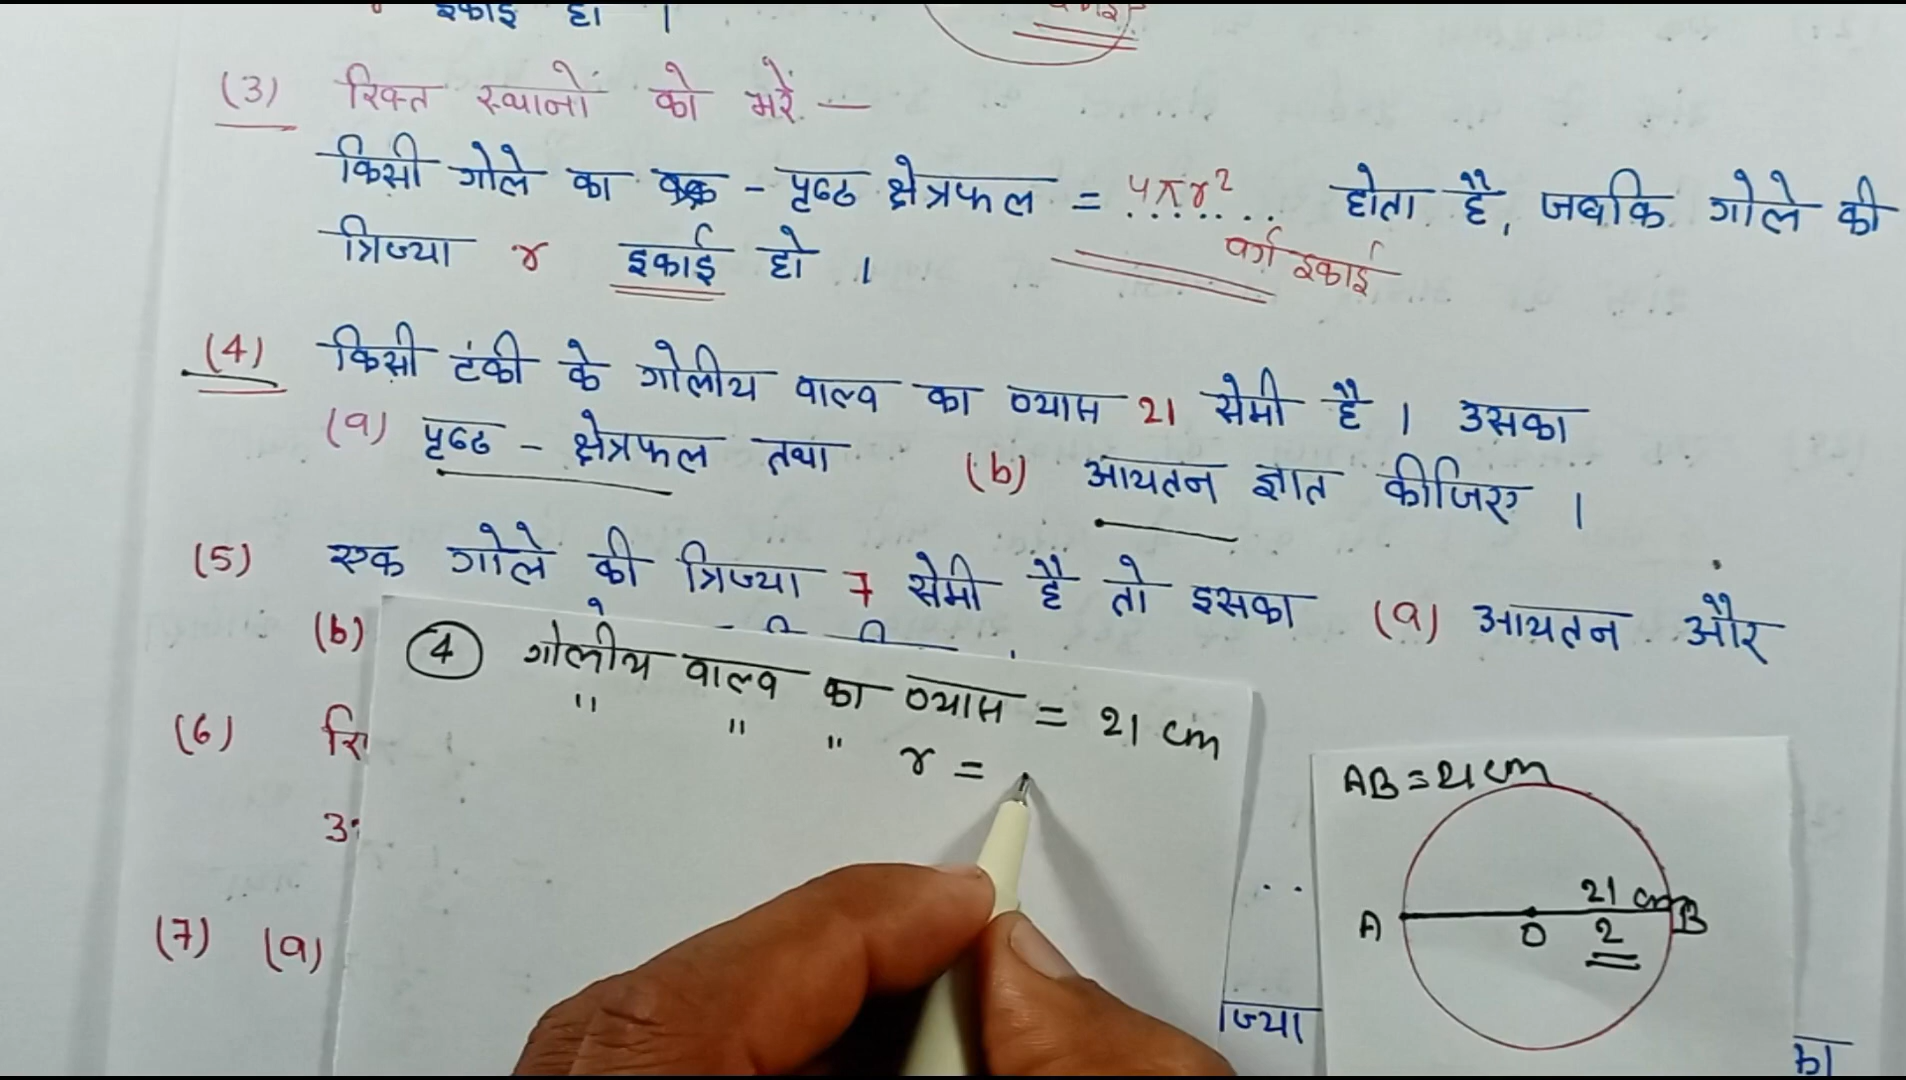 इकाई हो ।
(3) रिक्त स्थानों को भरें —
किसी गोले का वक्र - पृष्ठ क्षेत्रफल = 4πr² होता है, जबकि गोले की
वर्ग इकाई
त्रिज्या r इकाई हो ।
(4) किसी टंकी के गोलीय वाल्व का व्यास 21 सेमी है । उसका
(a) पृष्ठ - क्षेत्रफल तथा (b) आयतन ज्ञात कीजिए ।
(5) एक गोले की त्रिज्या 7 सेमी है तो इसका (a) आयतन और
(b)
(6)
(7) (a)
④ गोलीय वाल्व का व्यास = 21 cm
" " " r =
ज्या
AB = 21 cm
21 cm
A O 2 B